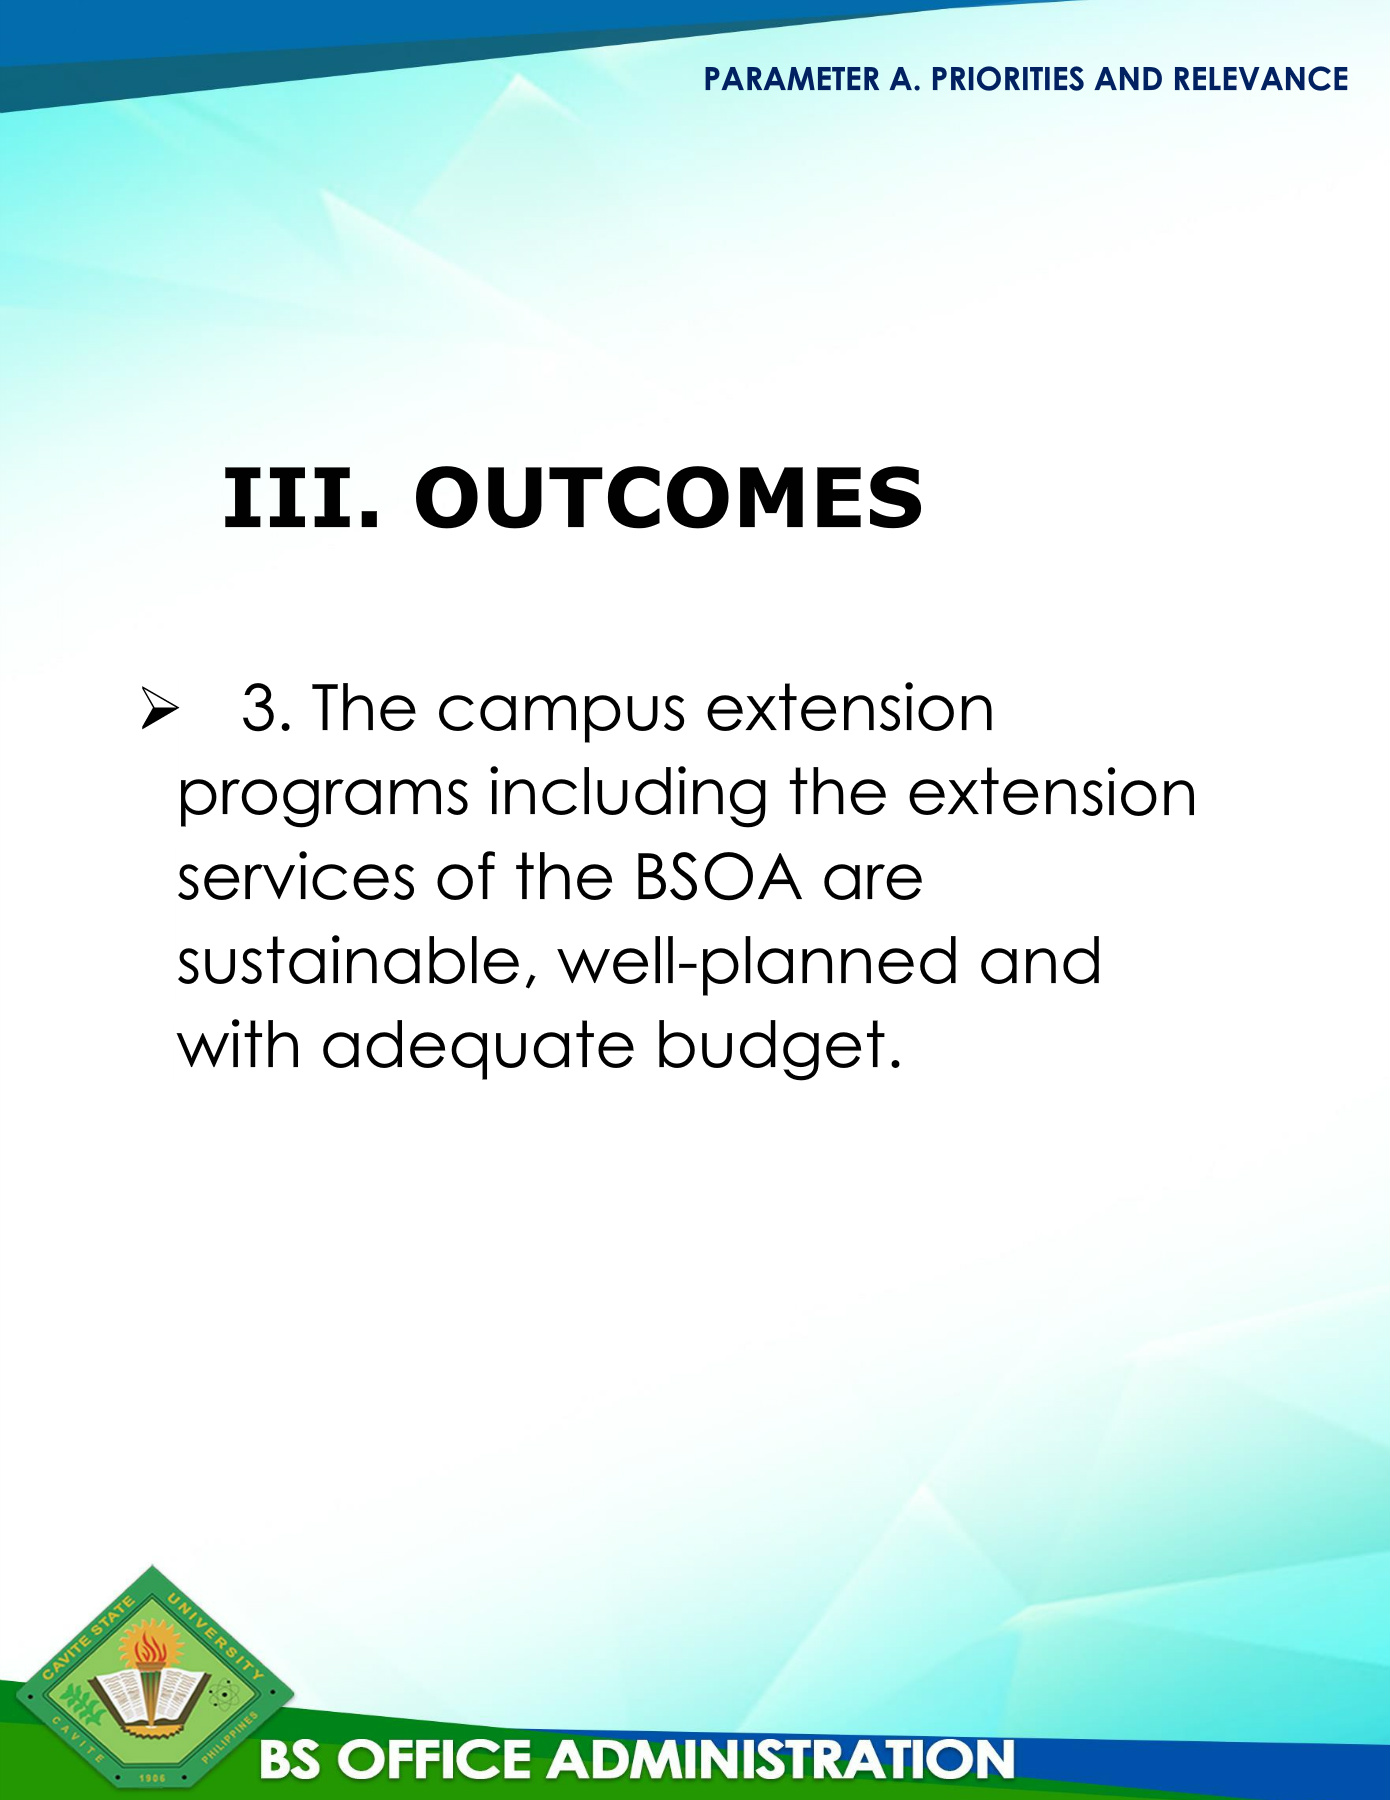 PARAMETER A. PRIORITIES AND RELEVANCE
III. OUTCOMES
➢ 3. The campus extension
programs including the extension
services of the BSOA are
sustainable, well-planned and
with adequate budget.
CAVITE STATE UNIVERSITY
CAVITE PHILIPPINES
1906
BS OFFICE ADMINISTRATION